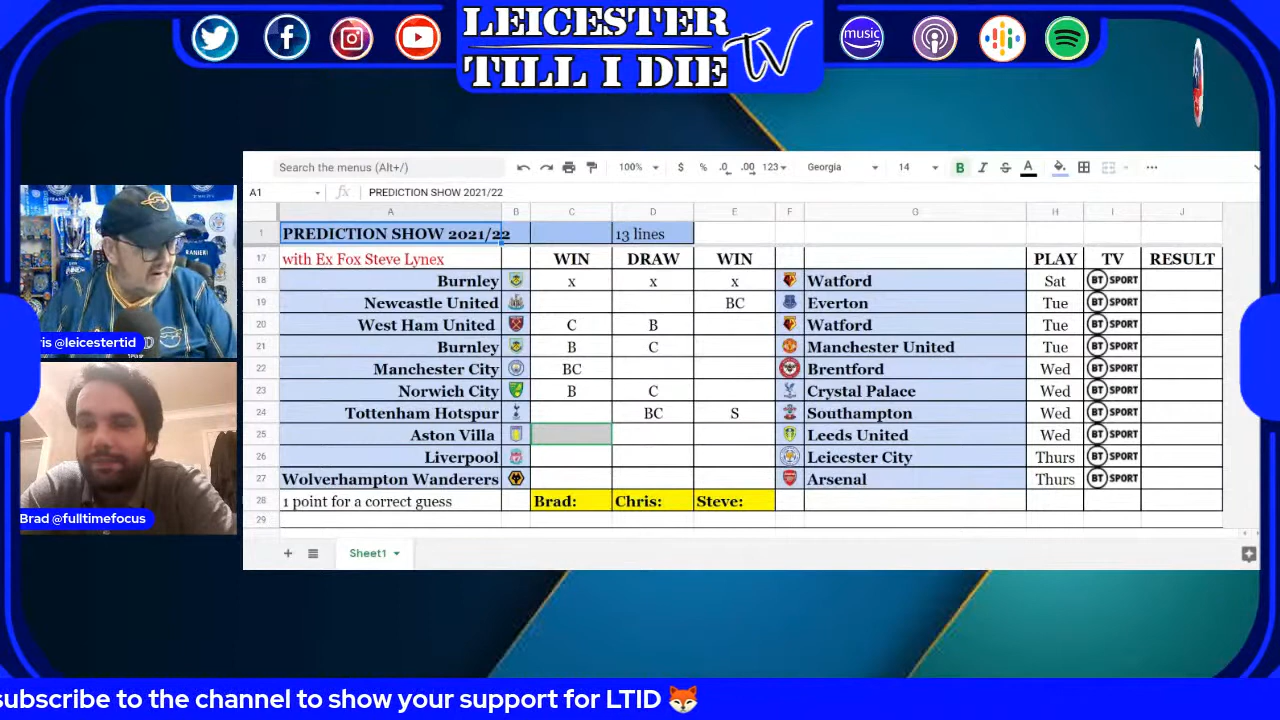 LEICESTER
TILL I DIE TV
music
Search the menus (Alt+/) 100% $ % .0 .00 123 Georgia 14 B I S A
A1 fx PREDICTION SHOW 2021/22
A B C D E F G H I J
1 PREDICTION SHOW 2021/22 13 lines
17 with Ex Fox Steve Lynex WIN DRAW WIN PLAY TV RESULT
18 Burnley x x x Watford Sat BT SPORT
19 Newcastle United BC Everton Tue BT SPORT
20 West Ham United C B Watford Tue BT SPORT
21 Burnley B C Manchester United Tue BT SPORT
22 Manchester City BC Brentford Wed BT SPORT
23 Norwich City B C Crystal Palace Wed BT SPORT
24 Tottenham Hotspur BC S Southampton Wed BT SPORT
25 Aston Villa Leeds United Wed BT SPORT
26 Liverpool Leicester City Thurs BT SPORT
27 Wolverhampton Wanderers Arsenal Thurs BT SPORT
28 1 point for a correct guess Brad: Chris: Steve:
29
Sheet1
RANIERI
ris @leicestertid
Brad @fulltimefocus
subscribe to the channel to show your support for LTID 🦊